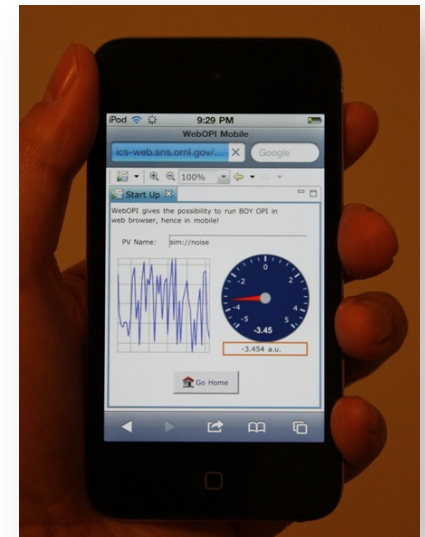 iPod 9:29 PM
WebOPI Mobile
ics-web.sns.ornl.gov/... Google
100%
Start Up
WebOPI gives the possibility to run BOY OPI in
web browser, hence in mobile!
PV Name: sim://noise
0
-2 2
-4 4
-5 5
-3.45
-3.454 a.u.
Go Home